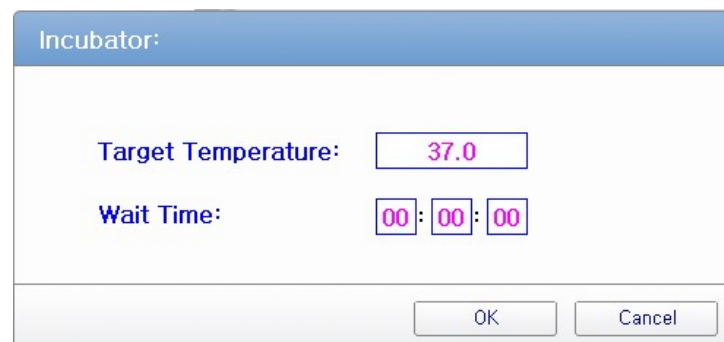 Incubator:
Target Temperature: 37.0
Wait Time: 00 : 00 : 00
OK Cancel